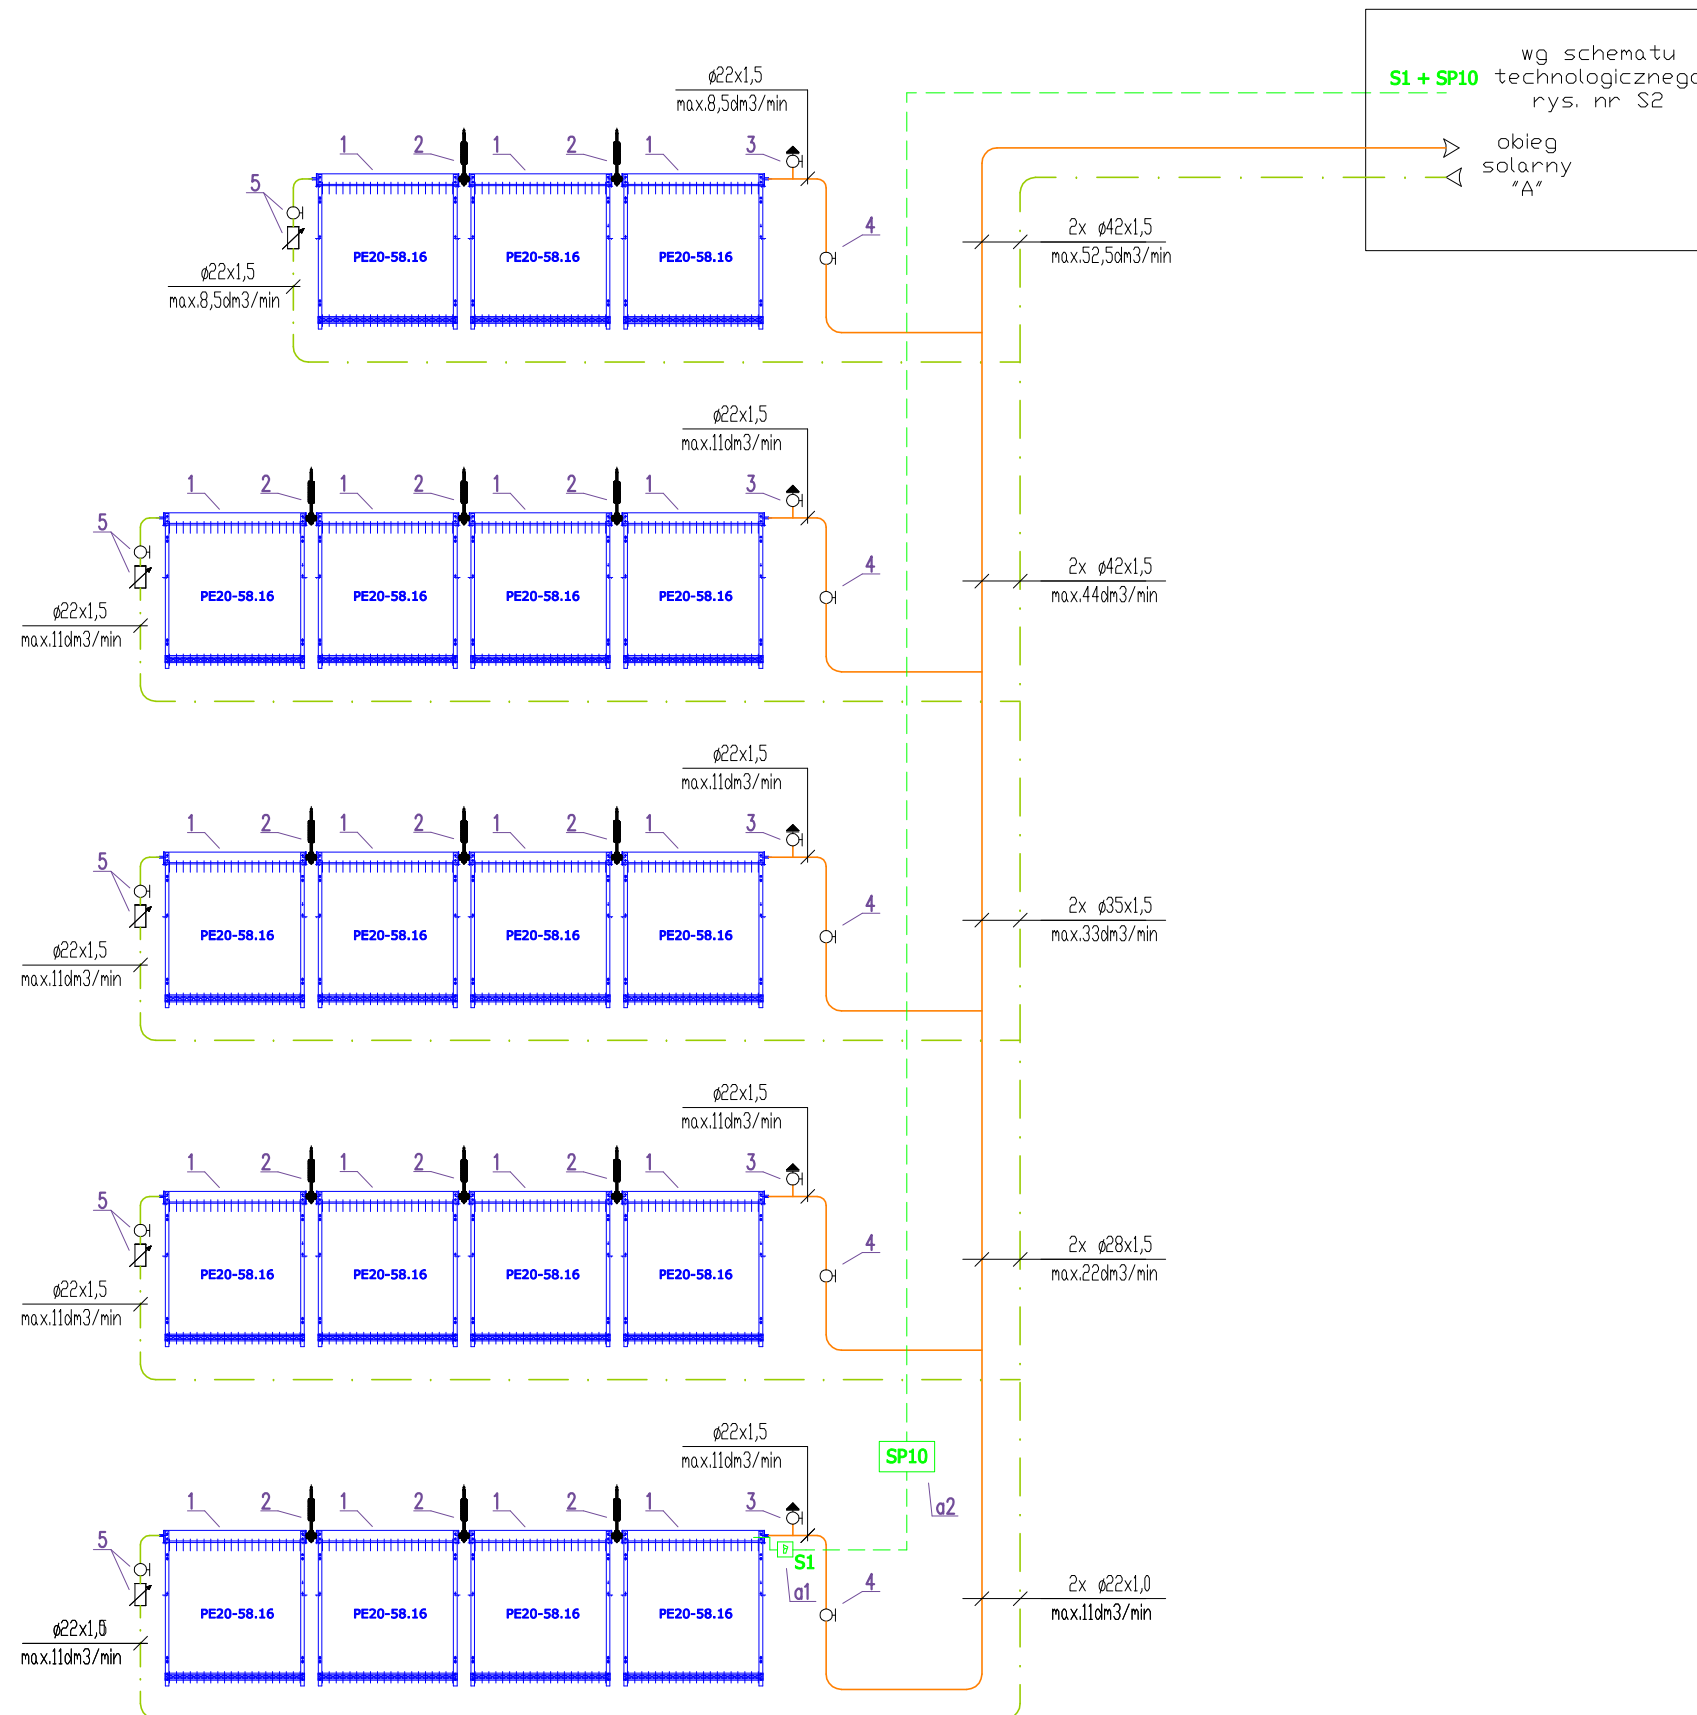 wg schematu
S1 + SP10 technologicznego
rys. nr S2
obieg
solarny
"A"
ø22x1,5
max.8,5dm3/min
1 2 1 2 1 3
5
4
PE20-58.16 PE20-58.16 PE20-58.16
ø22x1,5
max.8,5dm3/min
2x ø42x1,5
max.52,5dm3/min
ø22x1,5
max.11dm3/min
1 2 1 2 1 2 1 3
5
4
PE20-58.16 PE20-58.16 PE20-58.16 PE20-58.16
ø22x1,5
max.11dm3/min
2x ø42x1,5
max.44dm3/min
ø22x1,5
max.11dm3/min
1 2 1 2 1 2 1 3
5
4
PE20-58.16 PE20-58.16 PE20-58.16 PE20-58.16
ø22x1,5
max.11dm3/min
2x ø35x1,5
max.33dm3/min
ø22x1,5
max.11dm3/min
1 2 1 2 1 2 1 3
5
4
PE20-58.16 PE20-58.16 PE20-58.16 PE20-58.16
ø22x1,5
max.11dm3/min
2x ø28x1,5
max.22dm3/min
ø22x1,5
max.11dm3/min
SP10
a2
1 2 1 2 1 2 1 3
5
S1
a1
4
PE20-58.16 PE20-58.16 PE20-58.16 PE20-58.16
max.11dm3/min
2x ø22x1,0
max.11dm3/min